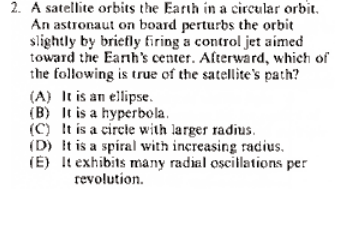 2. A satellite orbits the Earth in a circular orbit.
An astronaut on board perturbs the orbit
slightly by briefly firing a control jet aimed
toward the Earth's center. Afterward, which of
the following is true of the satellite's path?
(A) It is an ellipse.
(B) It is a hyperbola.
(C) It is a circle with larger radius.
(D) It is a spiral with increasing radius.
(E) It exhibits many radial oscillations per
revolution.